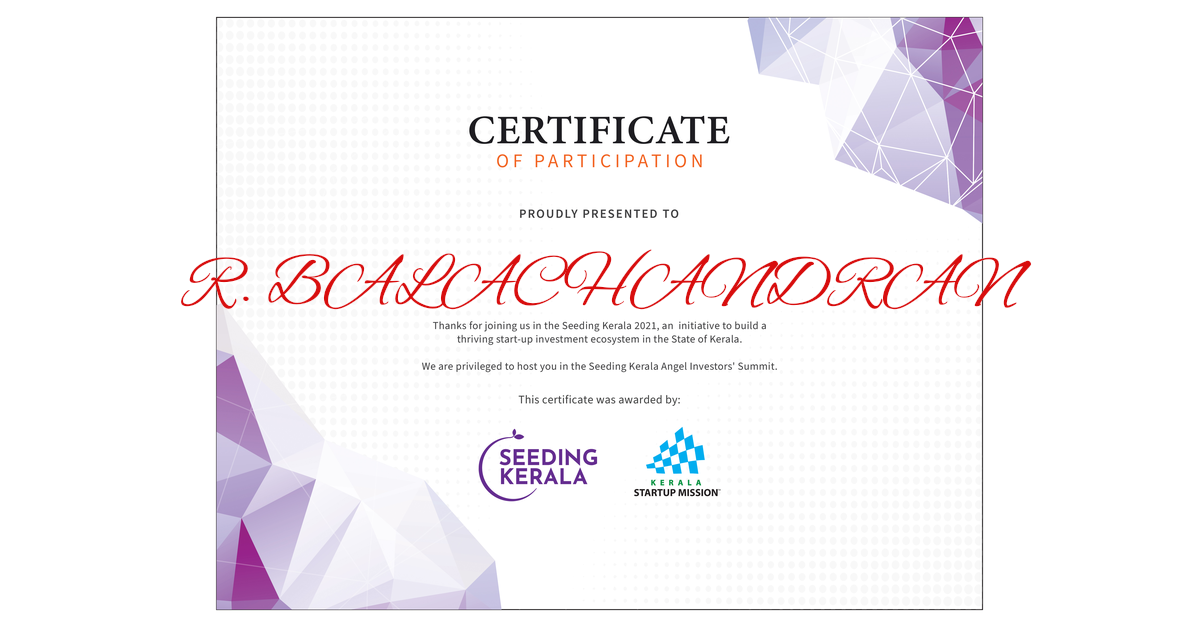 CERTIFICATE
OF PARTICIPATION
PROUDLY PRESENTED TO
R. BALACHANDRAN
Thanks for joining us in the Seeding Kerala 2021, an initiative to build a
thriving start-up investment ecosystem in the State of Kerala.
We are privileged to host you in the Seeding Kerala Angel Investors' Summit.
This certificate was awarded by:
SEEDING
KERALA
KERALA
STARTUP MISSION